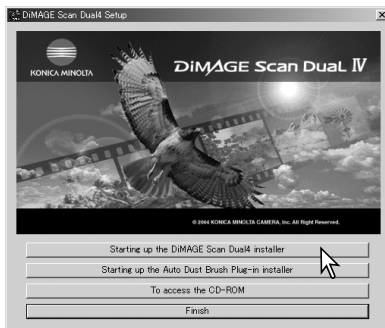 DiMAGE Scan Dual4 Setup
KONICA MINOLTA
DiMAGE Scan Dual IV
© 2004 KONICA MINOLTA CAMERA, Inc. All Right Reserved.
Starting up the DiMAGE Scan Dual4 installer
Starting up the Auto Dust Brush Plug-in installer
To access the CD-ROM
Finish